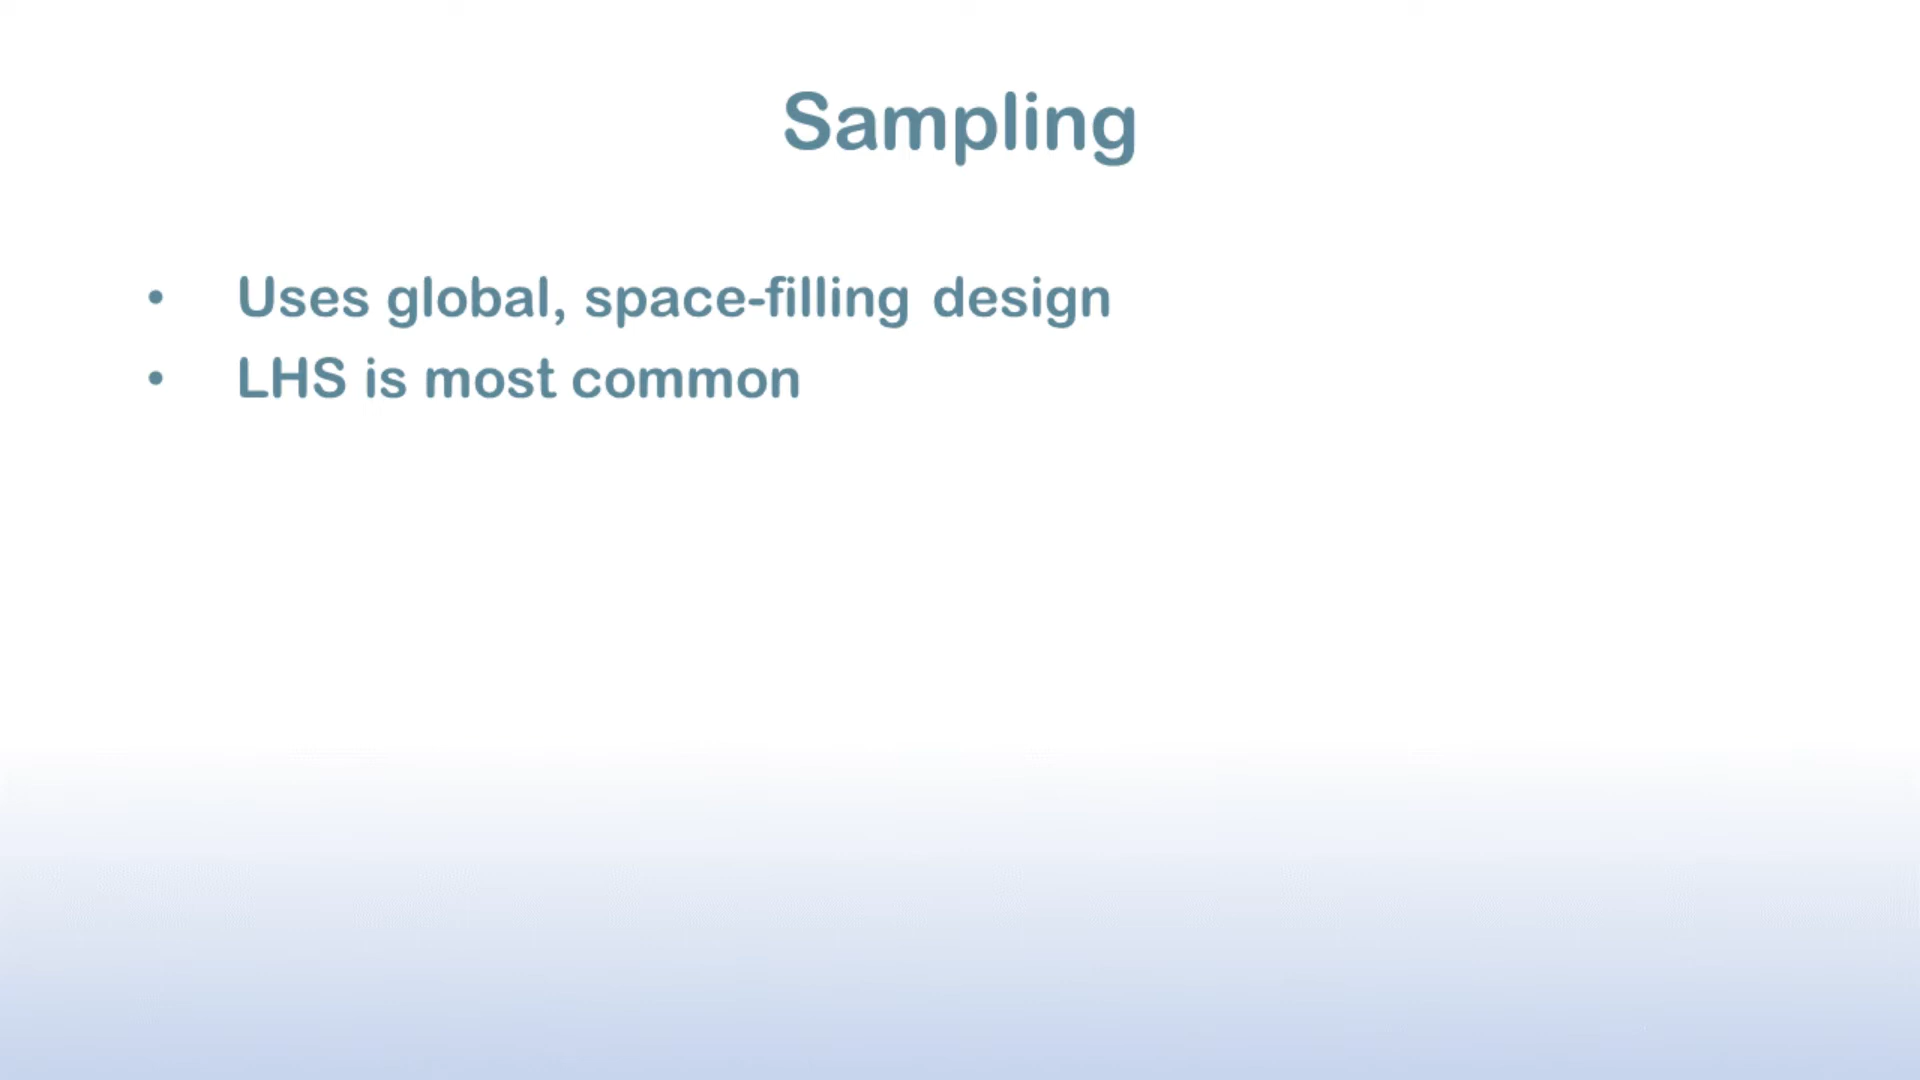 Sampling
• Uses global, space-filling design
• LHS is most common